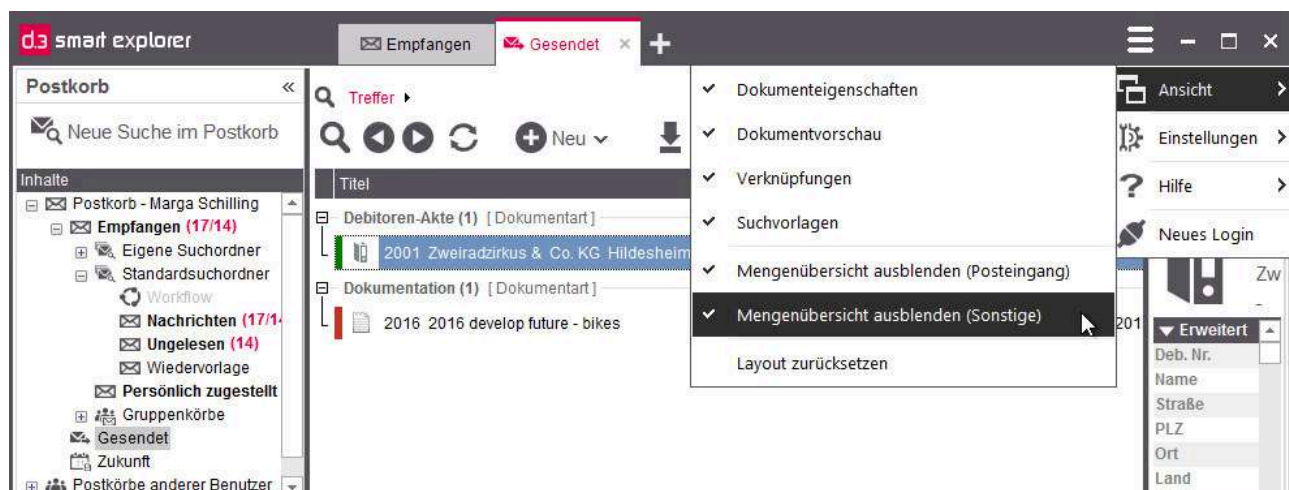 d.3 smart explorer
Empfangen
Gesendet
Postkorb
Neue Suche im Postkorb
Inhalte
Postkorb - Marga Schilling
Empfangen (17/14)
Eigene Suchordner
Standardsuchordner
Workflow
Nachrichten (17/14
Ungelesen (14)
Wiedervorlage
Persönlich zugestellt
Gruppenkörbe
Gesendet
Zukunft
Postkörbe anderer Benutzer
Treffer
Neu
Titel
Debitoren-Akte (1) [Dokumentart]
2001 Zweiradzirkus & Co. KG Hildesheim
Dokumentation (1) [Dokumentart]
2016 2016 develop future - bikes
Dokumenteigenschaften
Dokumentvorschau
Verknüpfungen
Suchvorlagen
Mengenübersicht ausblenden (Posteingang)
Mengenübersicht ausblenden (Sonstige)
Layout zurücksetzen
Ansicht
Einstellungen
Hilfe
Neues Login
Zw
-
201
Erweitert
Deb. Nr.
Name
Straße
PLZ
Ort
Land